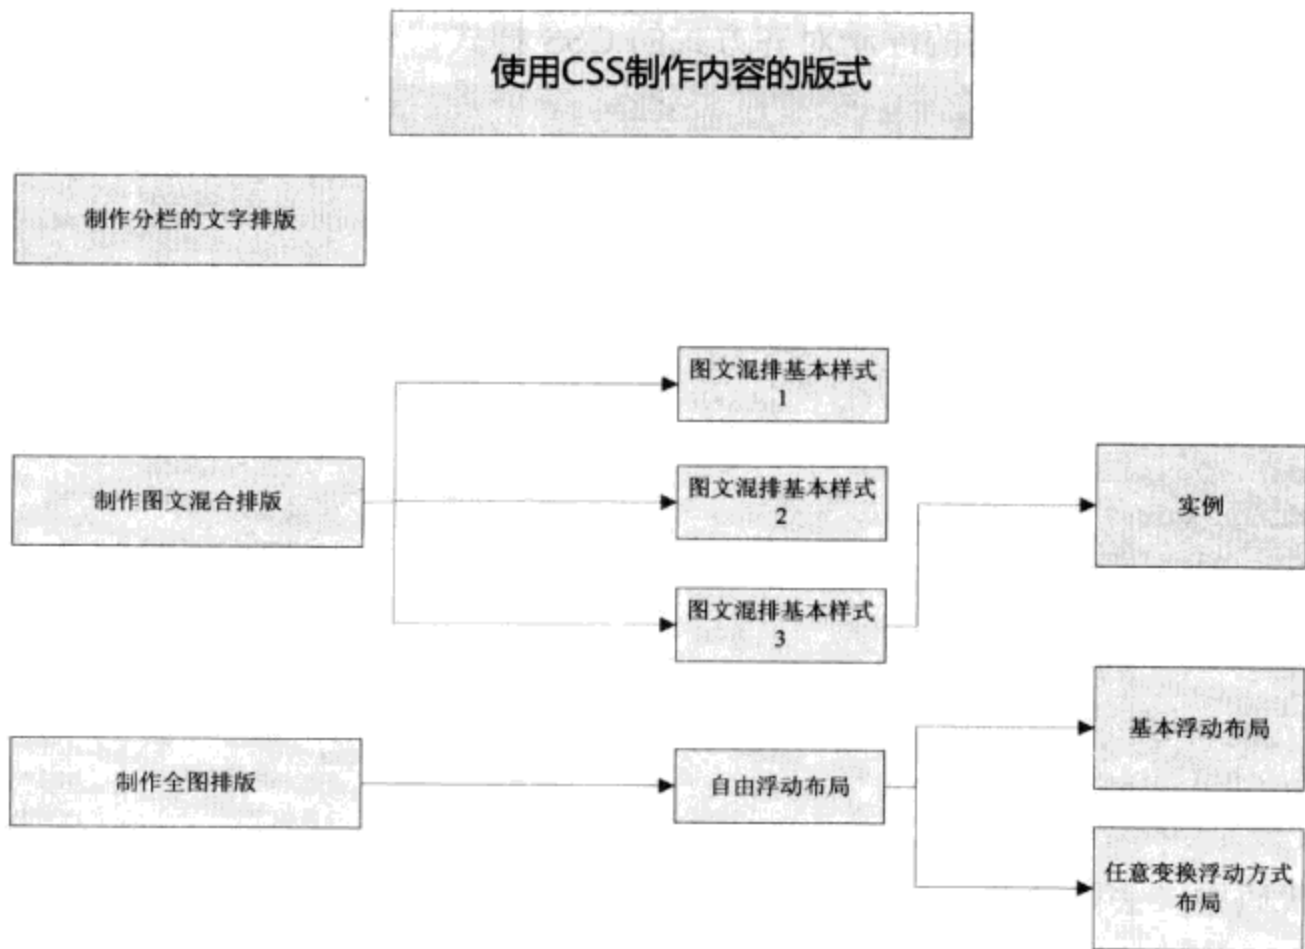 使用CSS制作内容的版式
制作分栏的文字排版
图文混排基本样式
1
制作图文混合排版
图文混排基本样式
2
实例
图文混排基本样式
3
基本浮动布局
制作全图排版
自由浮动布局
任意变换浮动方式
布局